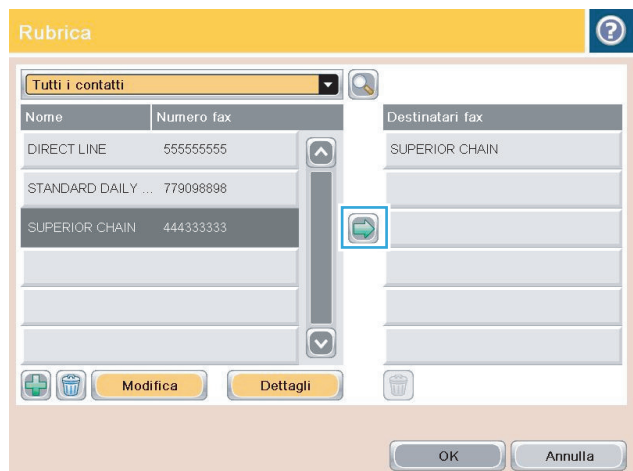 Rubrica
Tutti i contatti
Nome Numero fax
Destinatari fax
DIRECT LINE 555555555
SUPERIOR CHAIN
STANDARD DAILY ... 779098898
SUPERIOR CHAIN 444333333
Modifica Dettagli
OK Annulla